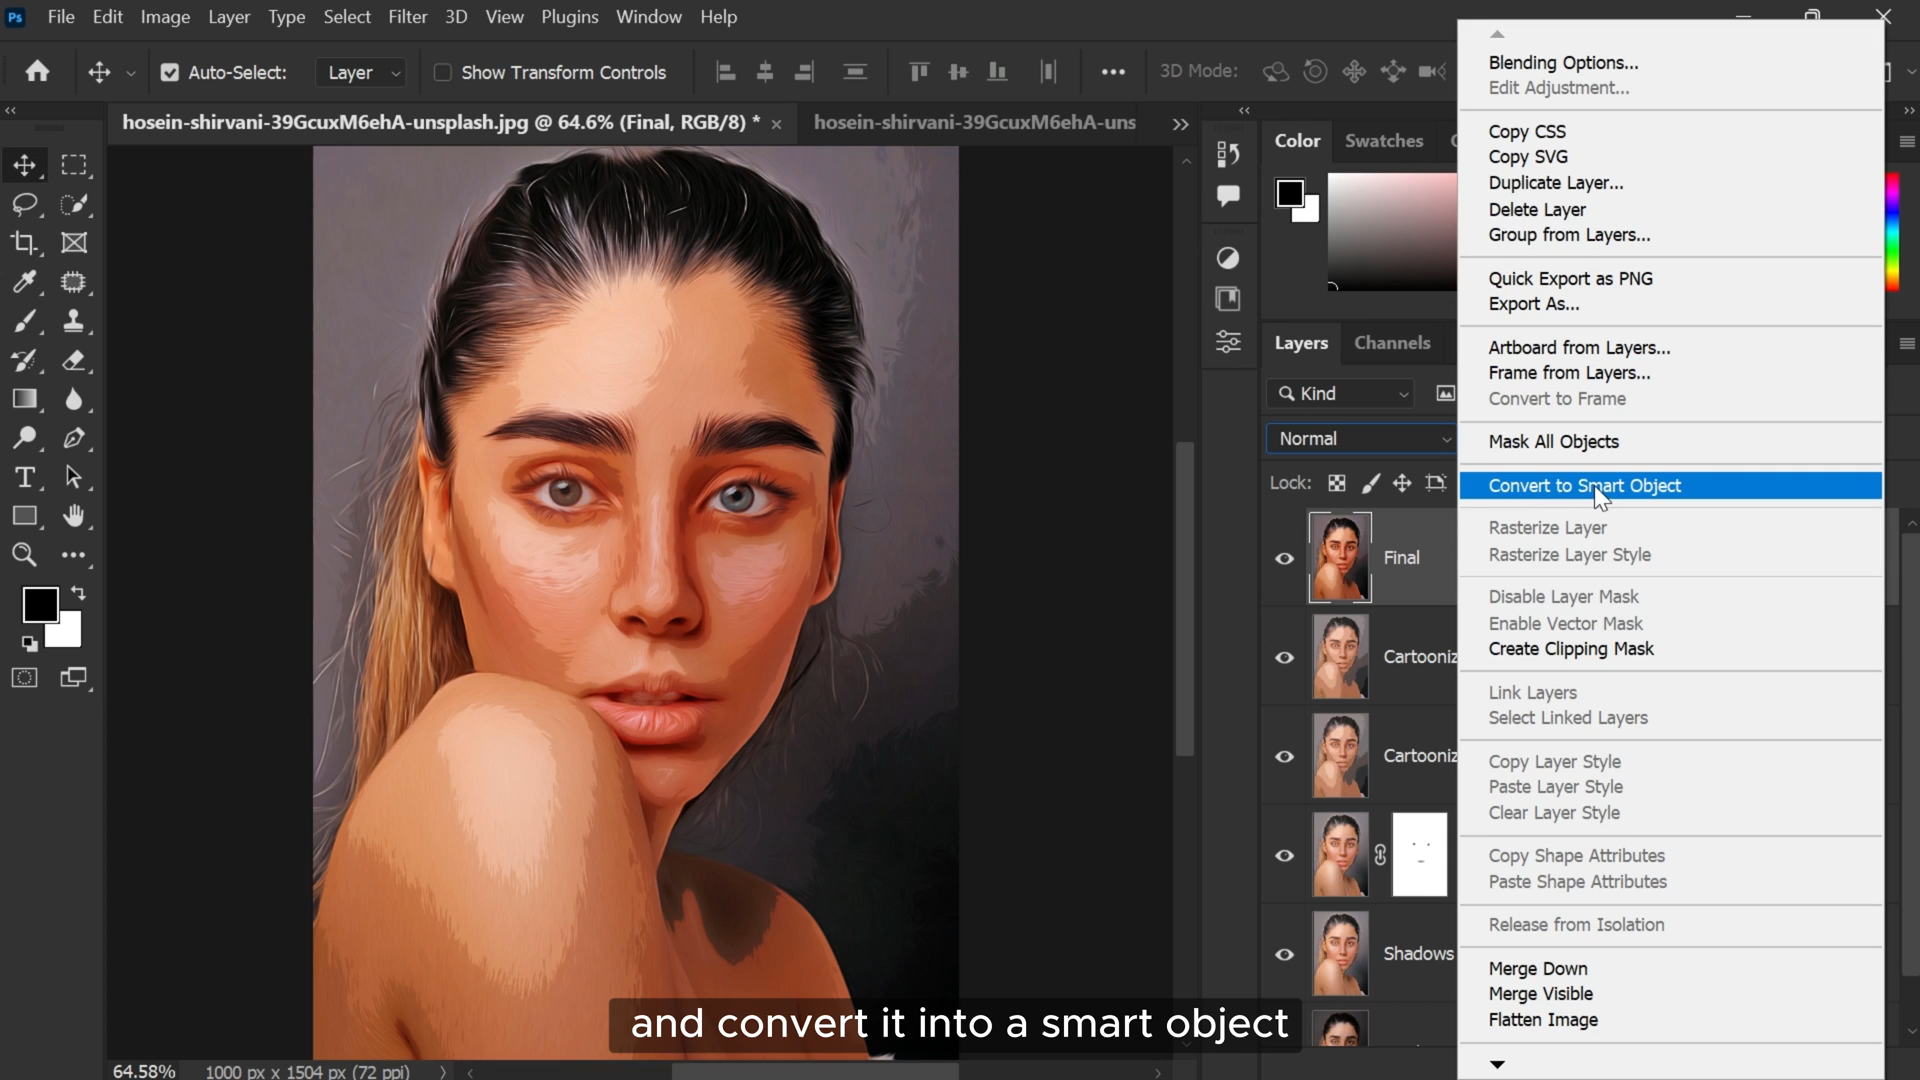 Ps File Edit Image Layer Type Select Filter 3D View Plugins Window Help
Auto-Select: Layer Show Transform Controls 3D Mode:
hosein-shirvani-39GcuxM6ehA-unsplash.jpg @ 64.6% (Final, RGB/8) * hosein-shirvani-39GcuxM6ehA-uns
Color Swatches
Layers Channels
Kind
Normal
Lock:
Final
Cartooniz
Cartooniz
Shadows
Blending Options...
Edit Adjustment...
Copy CSS
Copy SVG
Duplicate Layer...
Delete Layer
Group from Layers...
Quick Export as PNG
Export As...
Artboard from Layers...
Frame from Layers...
Convert to Frame
Mask All Objects
Convert to Smart Object
Rasterize Layer
Rasterize Layer Style
Disable Layer Mask
Enable Vector Mask
Create Clipping Mask
Link Layers
Select Linked Layers
Copy Layer Style
Paste Layer Style
Clear Layer Style
Copy Shape Attributes
Paste Shape Attributes
Release from Isolation
Merge Down
Merge Visible
Flatten Image
and convert it into a smart object
64.58% 1000 px x 1504 px (72 ppi)